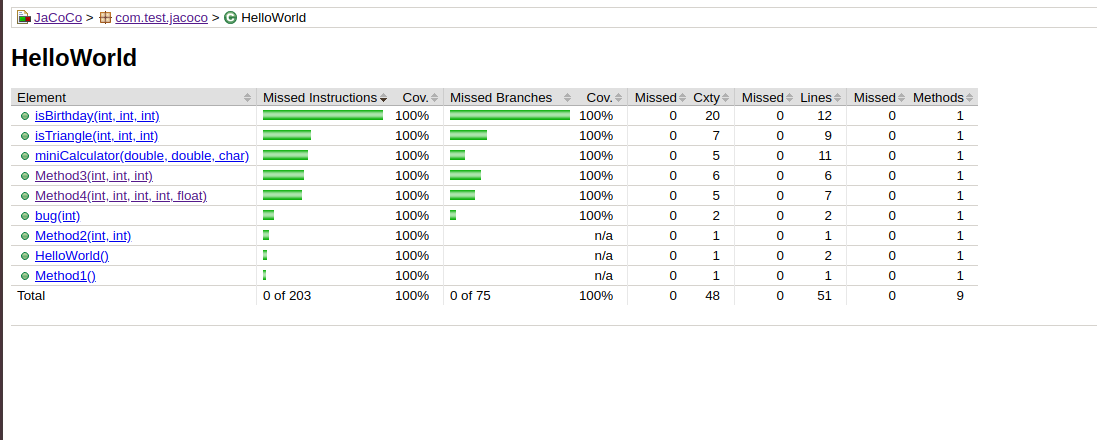 JaCoCo > com.test.jacoco > HelloWorld
HelloWorld
Element Missed Instructions Cov. Missed Branches Cov. Missed Cxty Missed Lines Missed Methods
isBirthday(int, int, int) 100% 100% 0 20 0 12 0 1
isTriangle(int, int, int) 100% 100% 0 7 0 9 0 1
miniCalculator(double, double, char) 100% 100% 0 5 0 11 0 1
Method3(int, int, int) 100% 100% 0 6 0 6 0 1
Method4(int, int, int, int, float) 100% 100% 0 5 0 7 0 1
bug(int) 100% 100% 0 2 0 2 0 1
Method2(int, int) 100% n/a 0 1 0 1 0 1
HelloWorld() 100% n/a 0 1 0 2 0 1
Method1() 100% n/a 0 1 0 1 0 1
Total 0 of 203 100% 0 of 75 100% 0 48 0 51 0 9